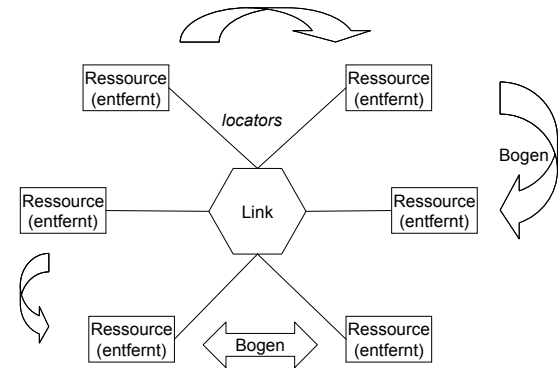 Ressource
(entfernt)
Ressource
(entfernt)
locators
Bogen
Ressource
(entfernt)
Link
Ressource
(entfernt)
Ressource
(entfernt)
Bogen
Ressource
(entfernt)